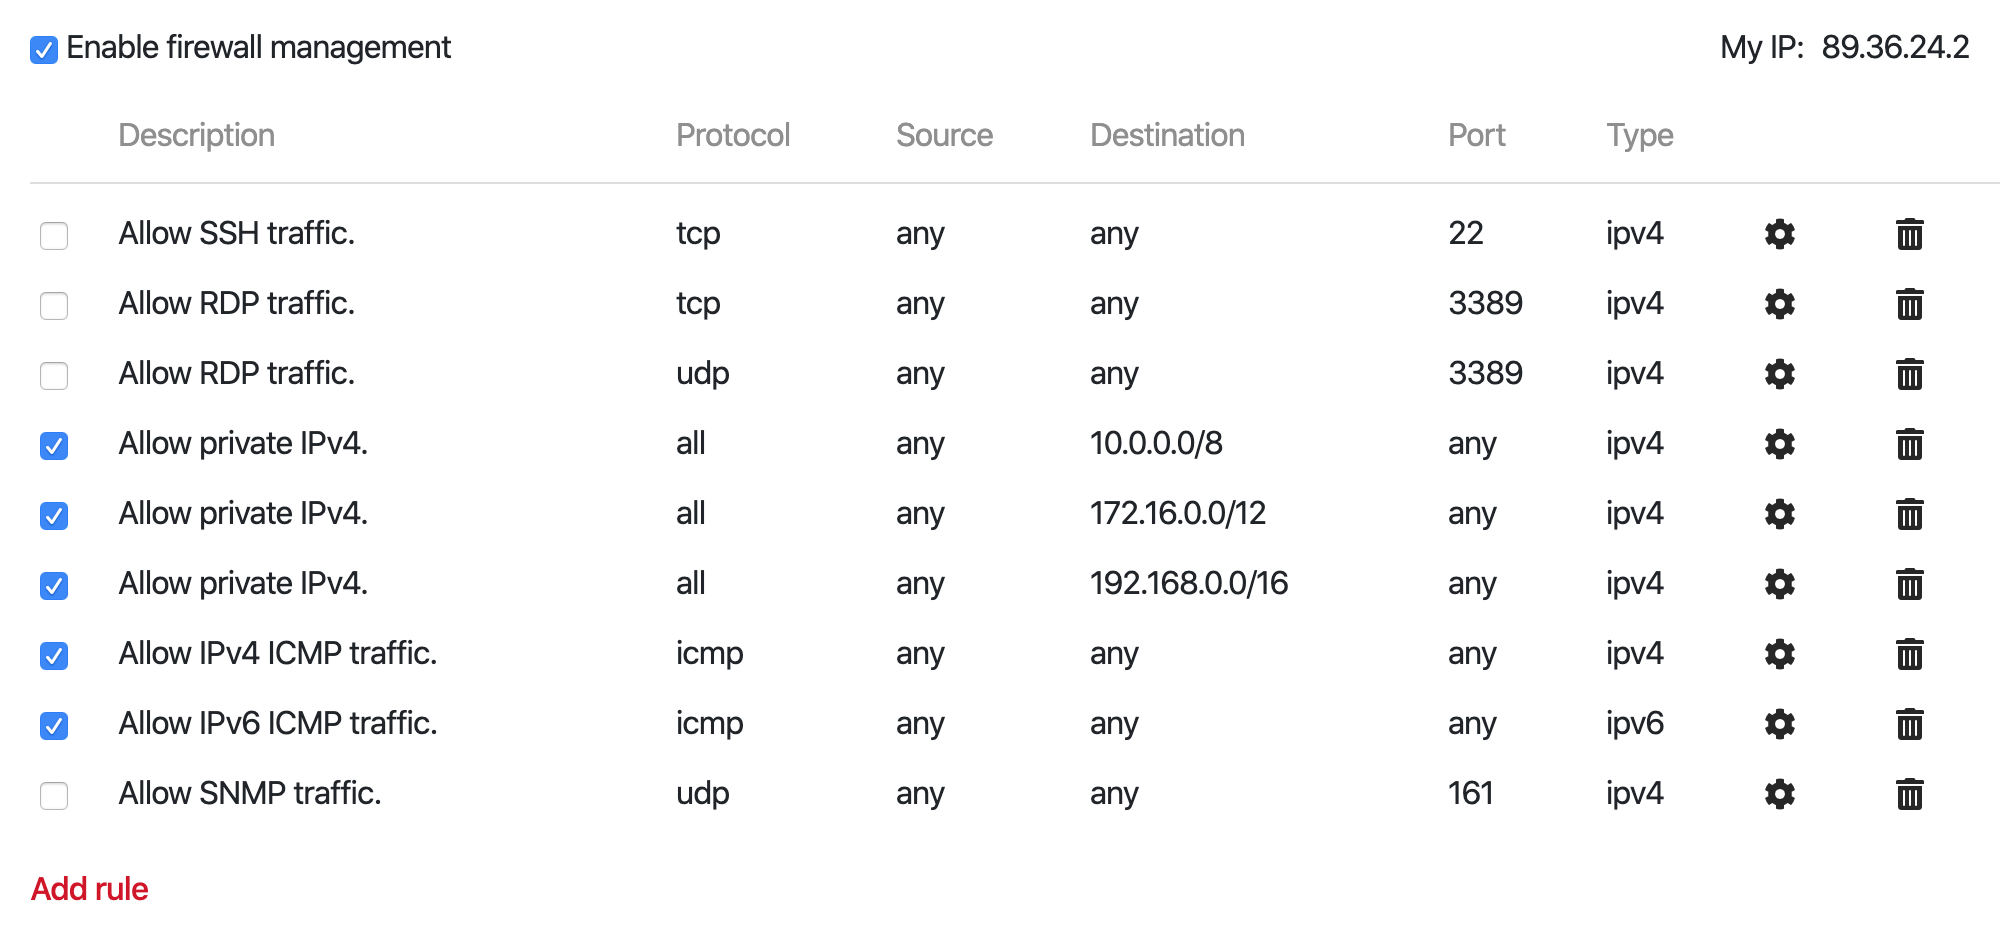 Enable firewall management My IP: 89.36.24.2
Description Protocol Source Destination Port Type
Allow SSH traffic. tcp any any 22 ipv4
Allow RDP traffic. tcp any any 3389 ipv4
Allow RDP traffic. udp any any 3389 ipv4
Allow private IPv4. all any 10.0.0.0/8 any ipv4
Allow private IPv4. all any 172.16.0.0/12 any ipv4
Allow private IPv4. all any 192.168.0.0/16 any ipv4
Allow IPv4 ICMP traffic. icmp any any any ipv4
Allow IPv6 ICMP traffic. icmp any any any ipv6
Allow SNMP traffic. udp any any 161 ipv4
Add rule